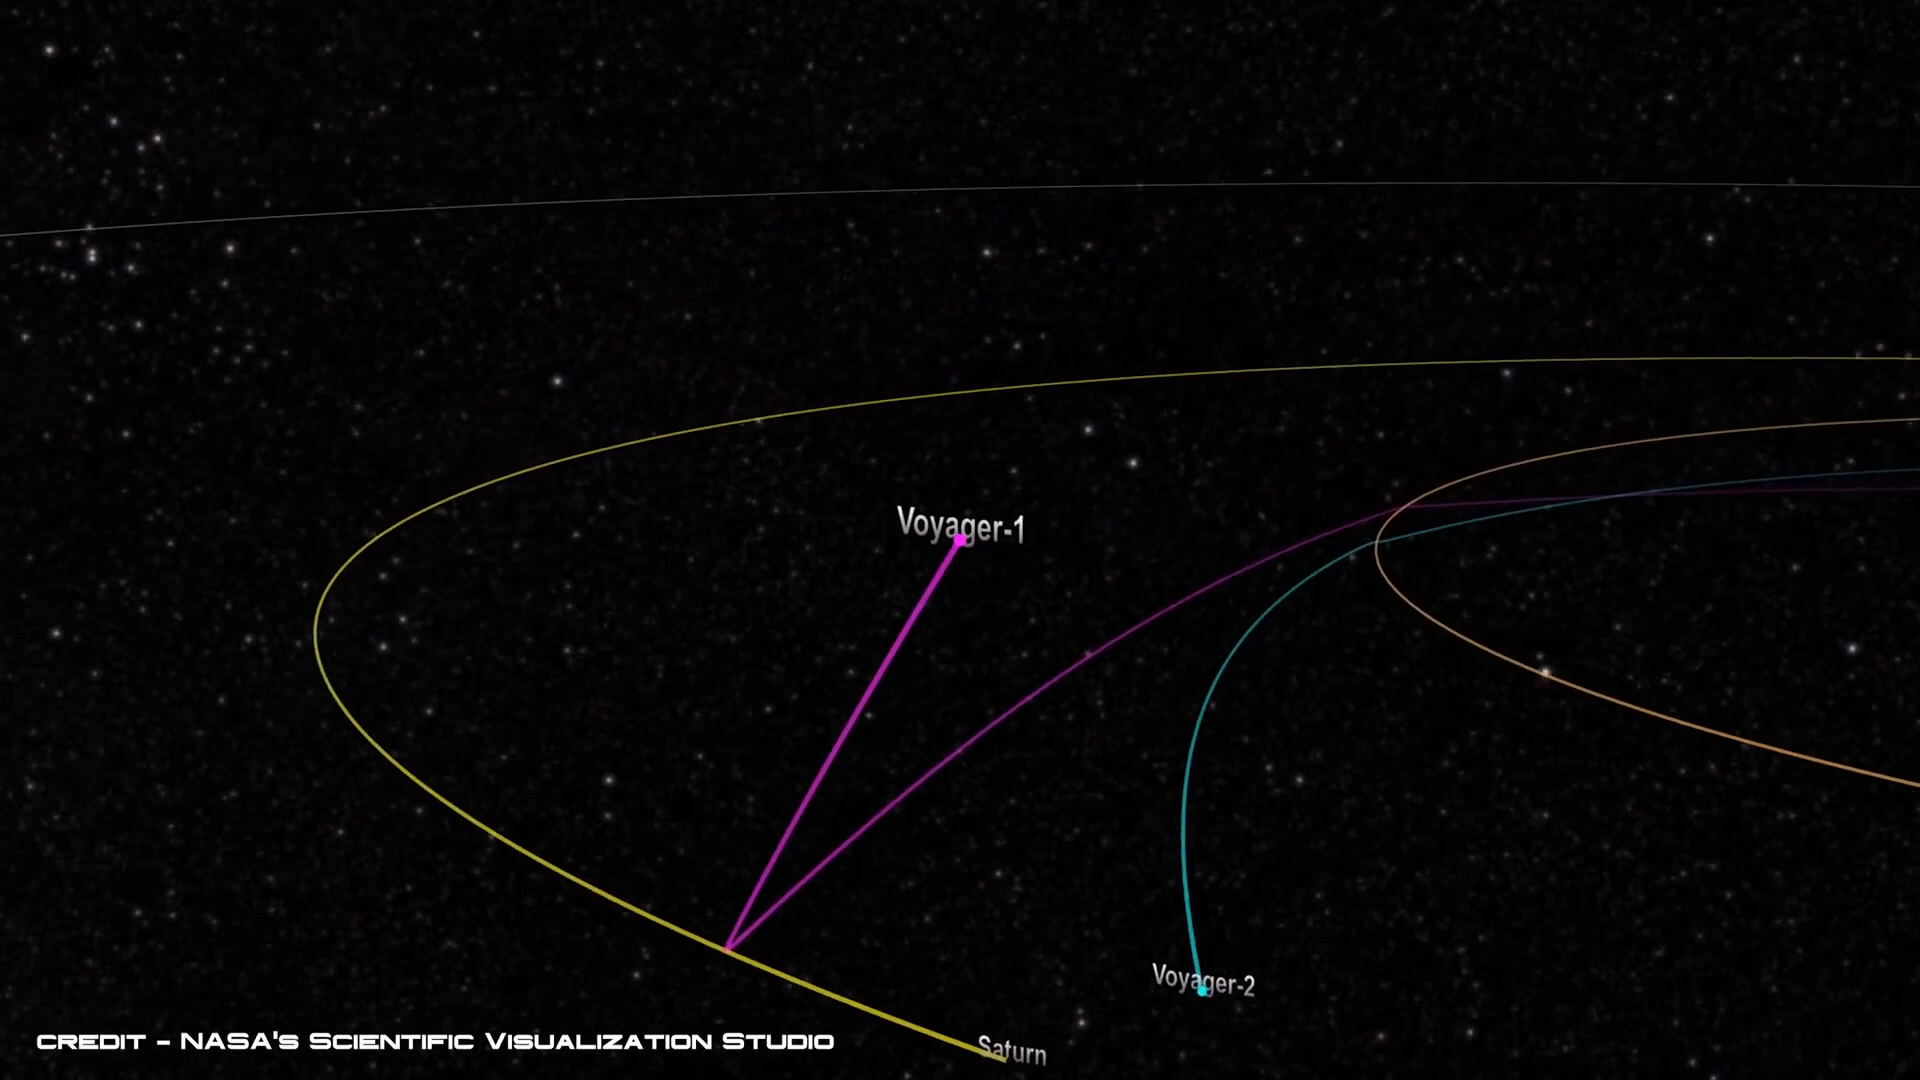 Voyager-1
Voyager-2
Saturn
CREDIT - NASA'S SCIENTIFIC VISUALIZATION STUDIO